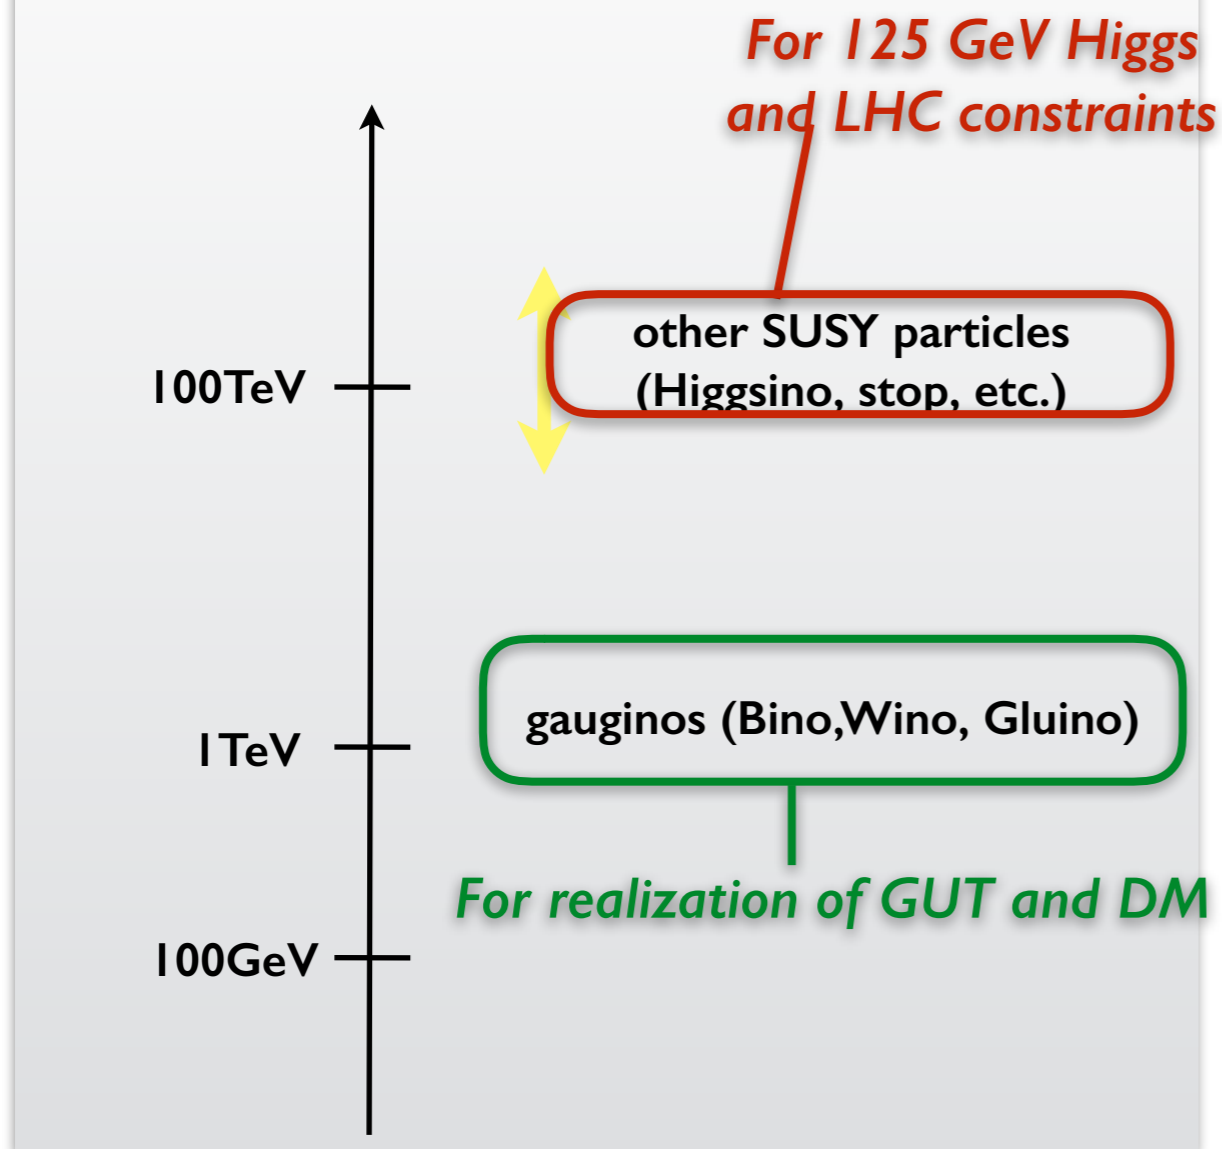 For 125 GeV Higgs
and LHC constraints
other SUSY particles
(Higgsino, stop, etc.)
100TeV
gauginos (Bino,Wino, Gluino)
1TeV
For realization of GUT and DM
100GeV